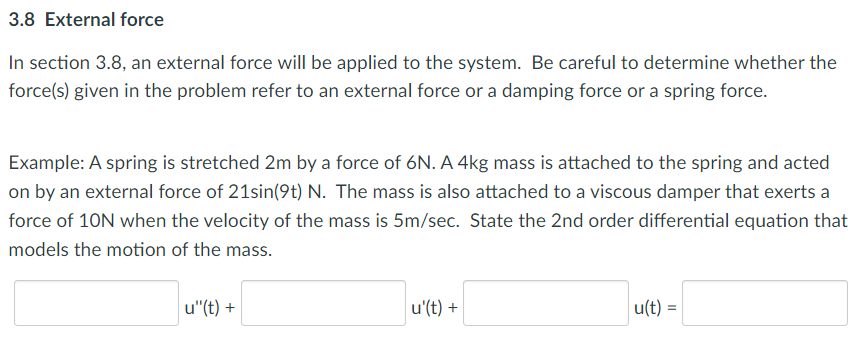 3.8 External force
In section 3.8, an external force will be applied to the system. Be careful to determine whether the
force(s) given in the problem refer to an external force or a damping force or a spring force.
Example: A spring is stretched 2m by a force of 6N. A 4kg mass is attached to the spring and acted
on by an external force of 21sin(9t) N. The mass is also attached to a viscous damper that exerts a
force of 10N when the velocity of the mass is 5m/sec. State the 2nd order differential equation that
models the motion of the mass.
u"(t) + u'(t) + u(t) =